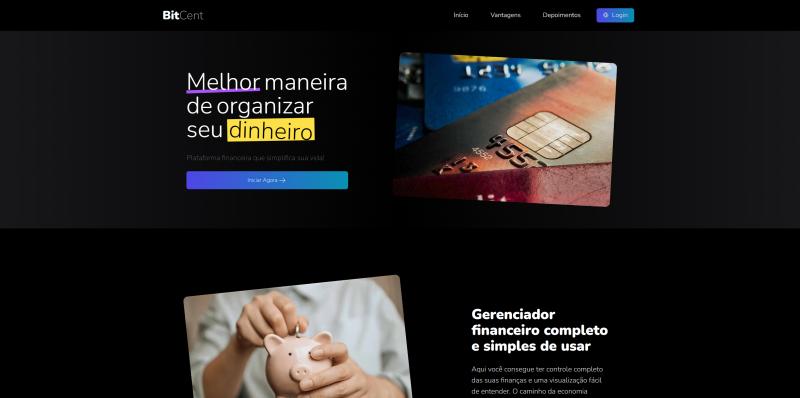 BitCent
Início
Vantagens
Depoimentos
G Login
Melhor maneira
de organizar
seu dinheiro
Plataforma financeira que simplifica sua vida!
Iniciar Agora →
4552
4552
Gerenciador
financeiro completo
e simples de usar
Aqui você consegue ter controle completo
das suas finanças e uma visualização fácil
de entender. O caminho da economia